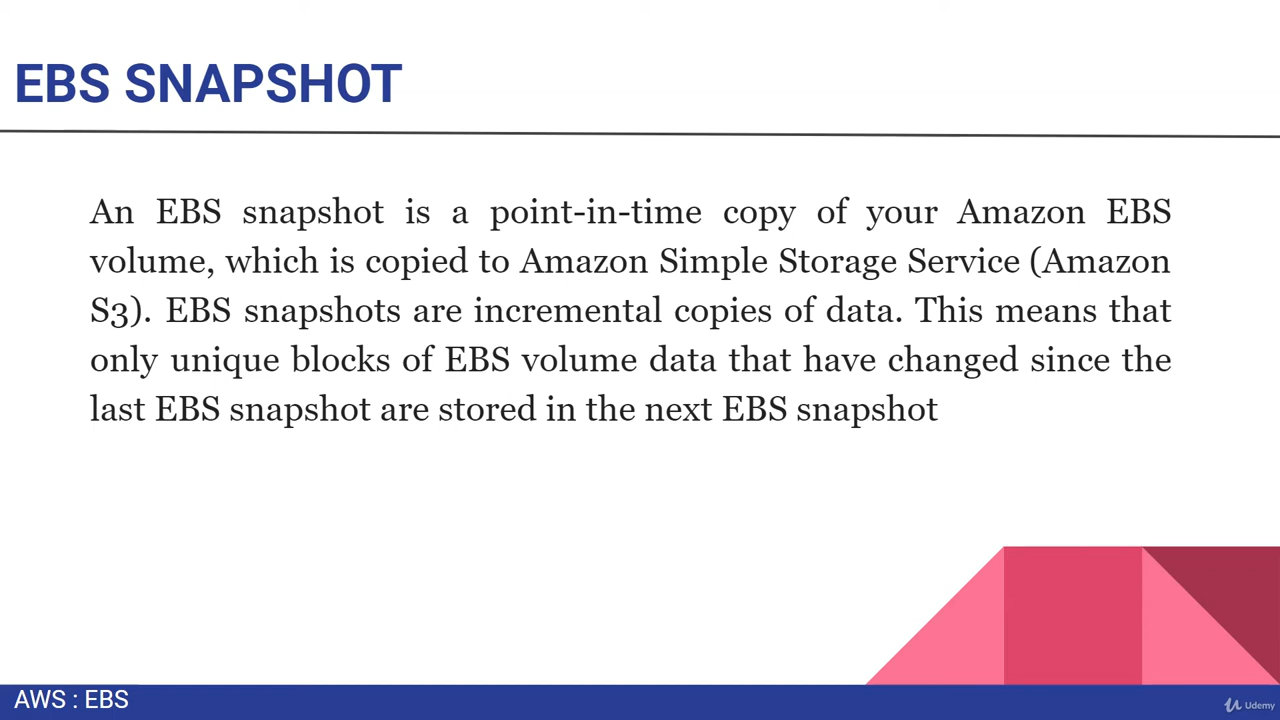 EBS SNAPSHOT
An EBS snapshot is a point-in-time copy of your Amazon EBS
volume, which is copied to Amazon Simple Storage Service (Amazon
S3). EBS snapshots are incremental copies of data. This means that
only unique blocks of EBS volume data that have changed since the
last EBS snapshot are stored in the next EBS snapshot
AWS : EBS
Udemy